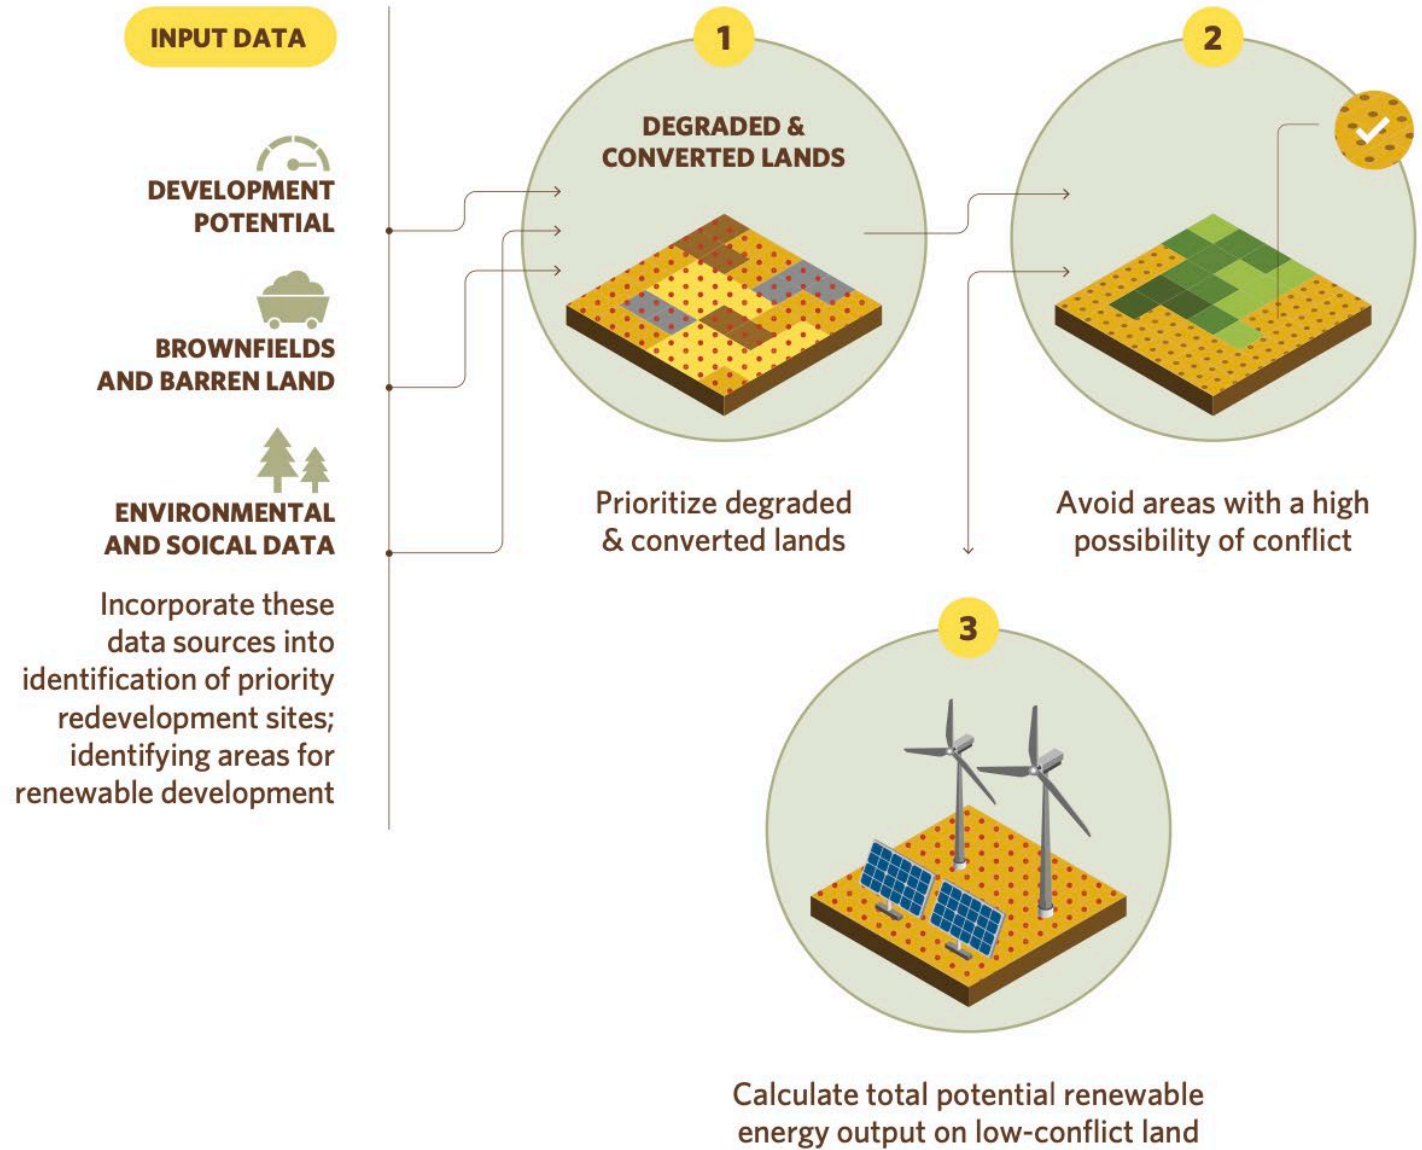 INPUT DATA
DEVELOPMENT
POTENTIAL
BROWNFIELDS
AND BARREN LAND
ENVIRONMENTAL
AND SOICAL DATA
Incorporate these
data sources into
identification of priority
redevelopment sites;
identifying areas for
renewable development
1
DEGRADED &
CONVERTED LANDS
Prioritize degraded
& converted lands
2
Avoid areas with a high
possibility of conflict
3
Calculate total potential renewable
energy output on low-conflict land